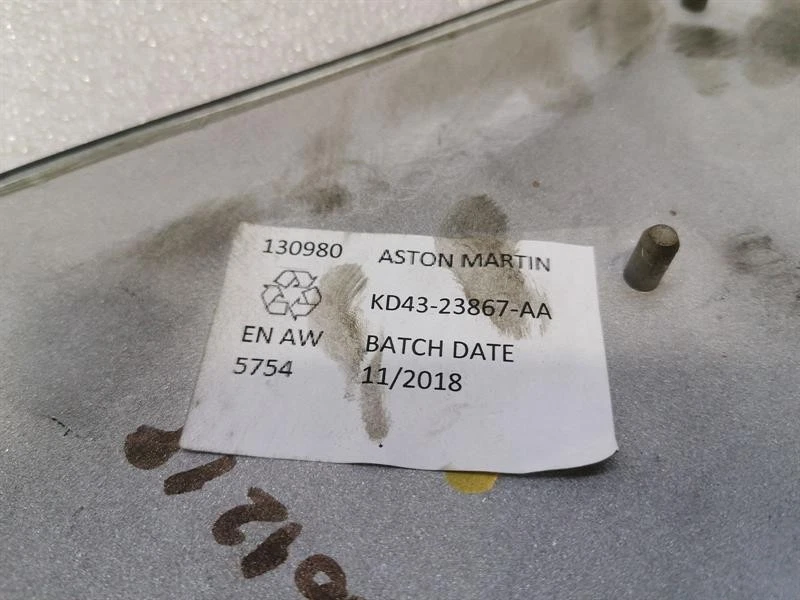 130980 ASTON MARTIN
KD43-23867-AA
EN AW BATCH DATE
5754 11/2018